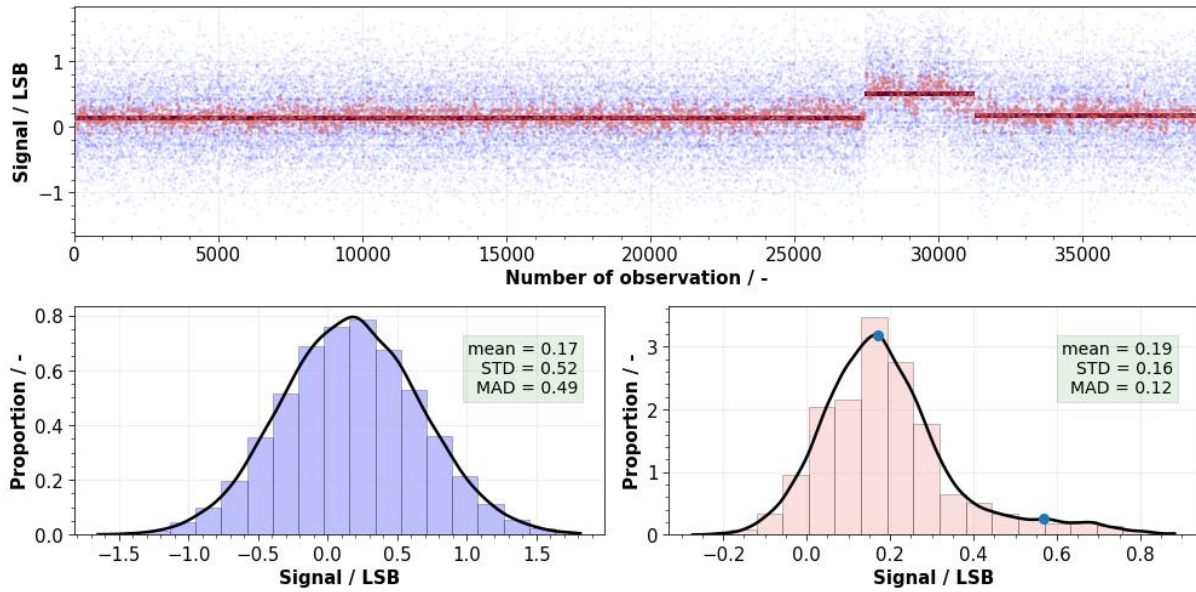 Signal / LSB
1
0
−1
0 5000 10000 15000 20000 25000 30000 35000
Number of observation / -
Proportion / -
0.8
0.6
0.4
0.2
0.0
mean = 0.17
STD = 0.52
MAD = 0.49
−1.5 −1.0 −0.5 0.0 0.5 1.0 1.5
Signal / LSB
Proportion / -
3
2
1
0
mean = 0.19
STD = 0.16
MAD = 0.12
−0.2 0.0 0.2 0.4 0.6 0.8
Signal / LSB